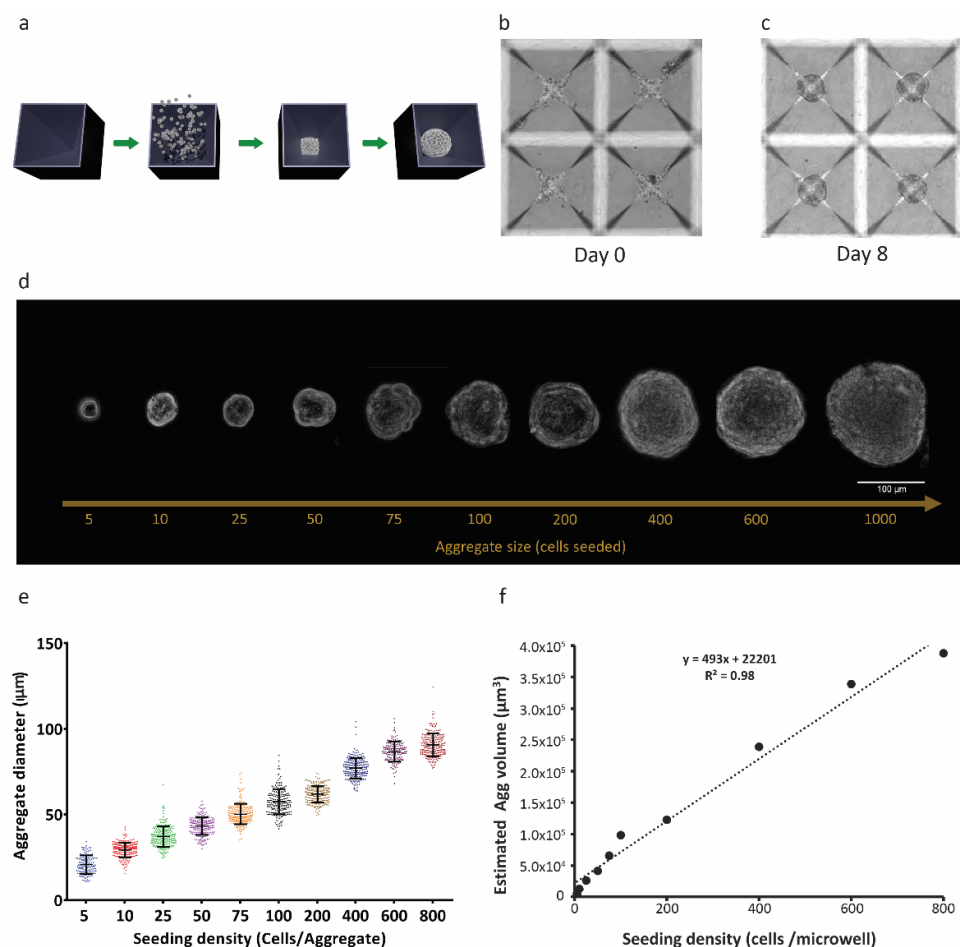 a
b
c
Day 0
Day 8
d
100 µm
5 10 25 50 75 100 200 400 600 1000
Aggregate size (cells seeded)
e
Aggregate diameter (µm)
150
100
50
0
5 10 25 50 75 100 200 400 600 800
Seeding density (Cells/Aggregate)
f
Estimated Agg volume (µm³)
4.0x10⁵
3.5x10⁵
3.0x10⁵
2.5x10⁵
2.0x10⁵
1.5x10⁵
1.0x10⁵
5.0x10⁴
0
y = 493x + 22201
R² = 0.98
0 200 400 600 800
Seeding density (cells /microwell)